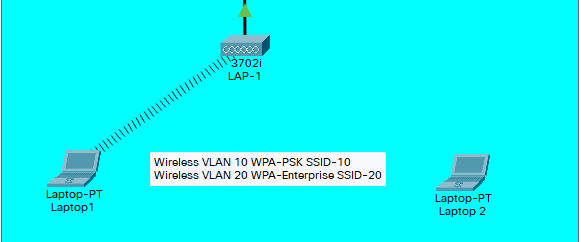 3702i
LAP-1
Wireless VLAN 10 WPA-PSK SSID-10
Wireless VLAN 20 WPA-Enterprise SSID-20
Laptop-PT
Laptop1
Laptop-PT
Laptop 2